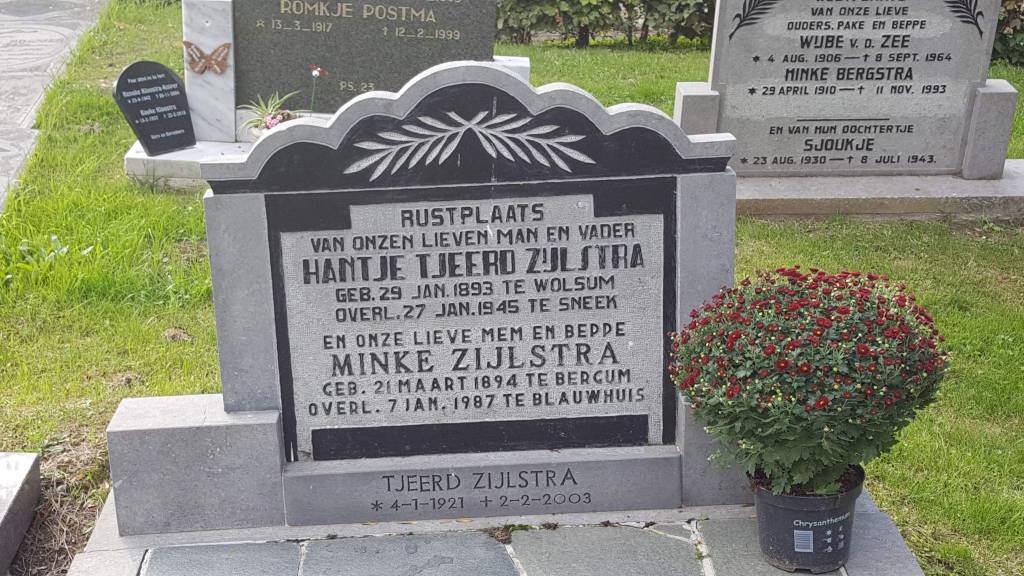 ROMKJE POSTMA
* 13-3-1917 † 12-2-1999
PS. 23
VAN ONZE LIEVE
OUDERS, PAKE EN BEPPE
WIJBE v. D. ZEE
* 4 AUG. 1906 — † 8 SEPT. 1964
MINKE BERGSTRA
* 29 APRIL 1910 — † 11 NOV. 1993
EN VAN HUN DOCHTERTJE
SJOUKJE
* 23 AUG. 1930 — † 8 JULI 1943.
RUSTPLAATS
VAN ONZEN LIEVEN MAN EN VADER
HANTJE TJEERD ZIJLSTRA
GEB. 29 JAN. 1893 TE WOLSUM
OVERL. 27 JAN. 1945 TE SNEEK
EN ONZE LIEVE MEM EN BEPPE
MINKE ZIJLSTRA
GEB. 21 MAART 1894 TE BERGUM
OVERL. 7 JAN. 1987 TE BLAUWHUIS
TJEERD ZIJLSTRA
* 4-1-1921 † 2-2-2003
Chrysanthemum